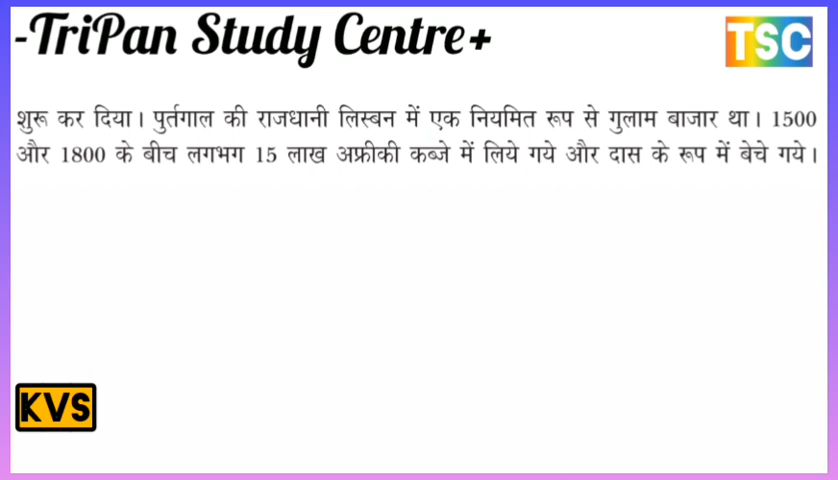 -TriPan Study Centre+
TSC
शुरू कर दिया। पुर्तगाल की राजधानी लिस्बन में एक नियमित रूप से गुलाम बाजार था। 1500
और 1800 के बीच लगभग 15 लाख अफ्रीकी कब्जे में लिये गये और दास के रूप में बेचे गये।
KVS